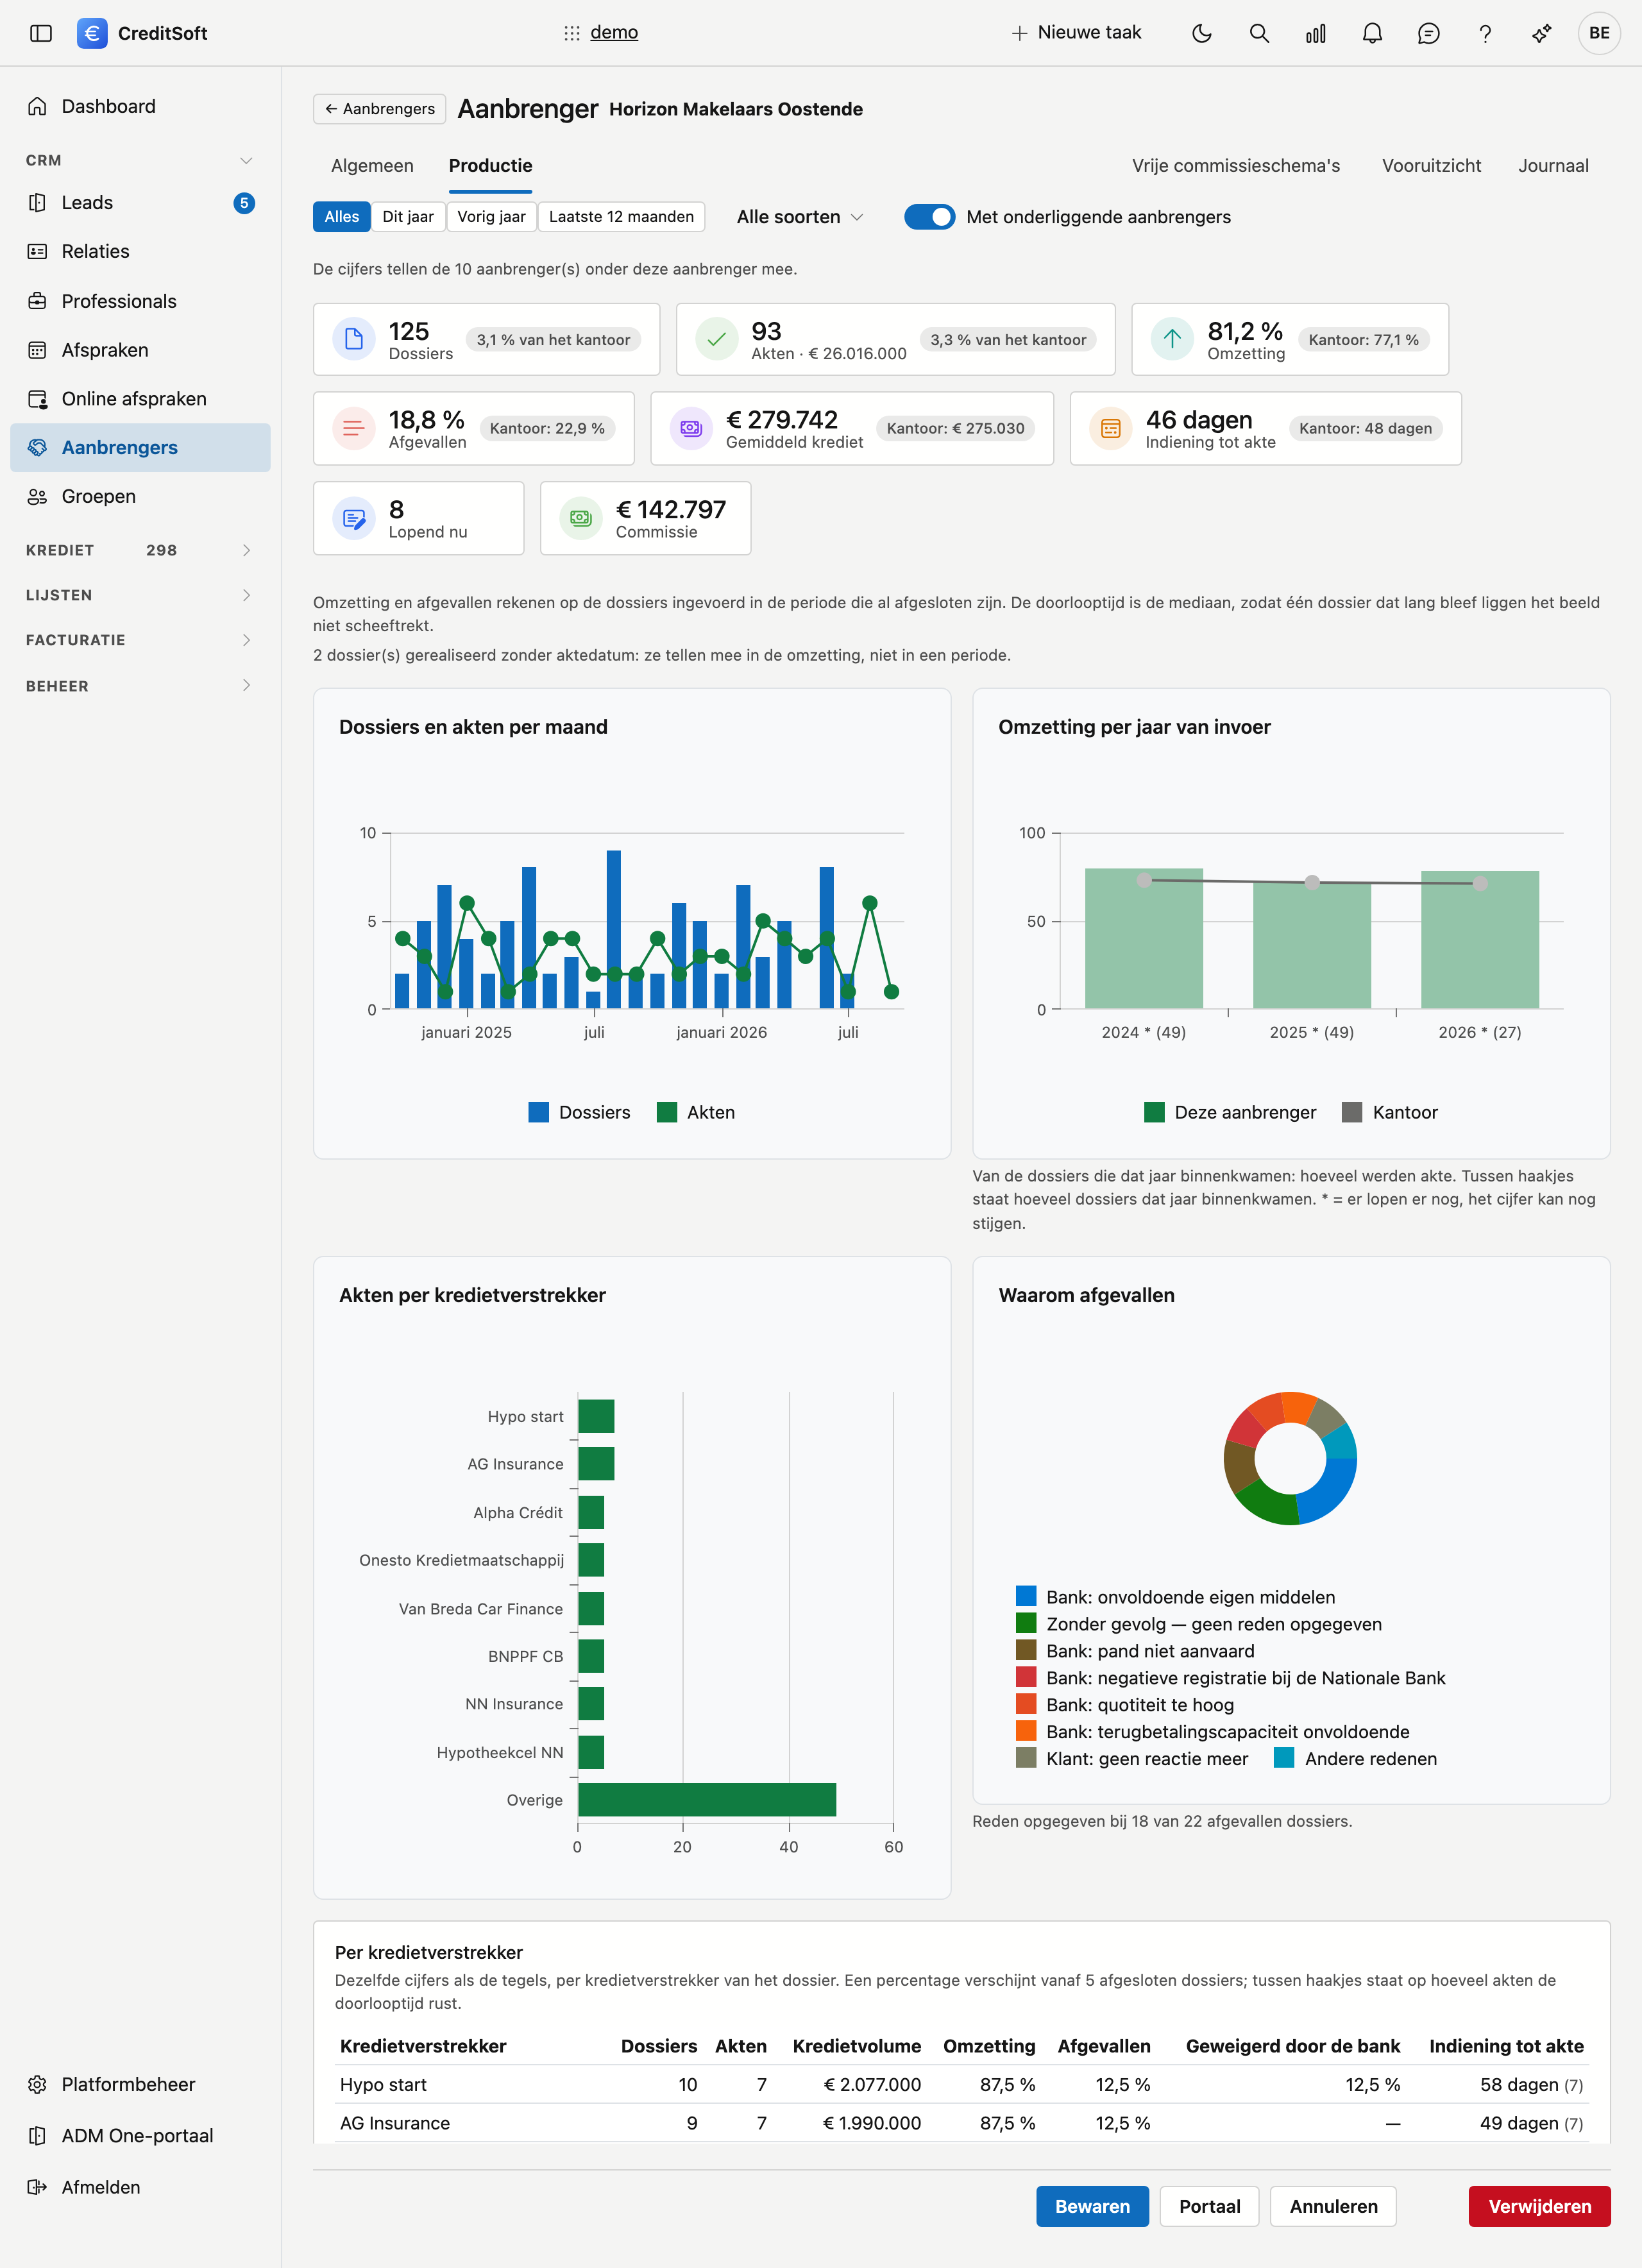 CreditSoft
demo
Nieuwe taak
BE
Dashboard
CRM
Leads 5
Relaties
Professionals
Afspraken
Online afspraken
Aanbrengers
Groepen
KREDIET 298
LIJSTEN
FACTURATIE
BEHEER
Platformbeheer
ADM One-portaal
Afmelden
← Aanbrengers Aanbrenger Horizon Makelaars Oostende
Algemeen Productie Vrije commissieschema's Vooruitzicht Journaal
Alles Dit jaar Vorig jaar Laatste 12 maanden Alle soorten Met onderliggende aanbrengers
De cijfers tellen de 10 aanbrenger(s) onder deze aanbrenger mee.
125 Dossiers 3,1 % van het kantoor
93 Akten · € 26.016.000 3,3 % van het kantoor
81,2 % Omzetting Kantoor: 77,1 %
18,8 % Afgevallen Kantoor: 22,9 %
€ 279.742 Gemiddeld krediet Kantoor: € 275.030
46 dagen Indiening tot akte Kantoor: 48 dagen
8 Lopend nu
€ 142.797 Commissie
Omzetting en afgevallen rekenen op de dossiers ingevoerd in de periode die al afgesloten zijn. De doorlooptijd is de mediaan, zodat één dossier dat lang bleef liggen het beeld
niet scheeftrekt.
2 dossier(s) gerealiseerd zonder aktedatum: ze tellen mee in de omzetting, niet in een periode.
Dossiers en akten per maand
10
5
0
januari 2025 juli januari 2026 juli
Dossiers Akten
Omzetting per jaar van invoer
100
50
0
2024 * (49) 2025 * (49) 2026 * (27)
Deze aanbrenger Kantoor
Van de dossiers die dat jaar binnenkwamen: hoeveel werden akte. Tussen haakjes
staat hoeveel dossiers dat jaar binnenkwamen. * = er lopen er nog, het cijfer kan nog
stijgen.
Akten per kredietverstrekker
Hypo start
AG Insurance
Alpha Crédit
Onesto Kredietmaatschappij
Van Breda Car Finance
BNPPF CB
NN Insurance
Hypotheekcel NN
Overige
0 20 40 60
Waarom afgevallen
Bank: onvoldoende eigen middelen
Zonder gevolg — geen reden opgegeven
Bank: pand niet aanvaard
Bank: negatieve registratie bij de Nationale Bank
Bank: quotiteit te hoog
Bank: terugbetalingscapaciteit onvoldoende
Klant: geen reactie meer Andere redenen
Reden opgegeven bij 18 van 22 afgevallen dossiers.
Per kredietverstrekker
Dezelfde cijfers als de tegels, per kredietverstrekker van het dossier. Een percentage verschijnt vanaf 5 afgesloten dossiers; tussen haakjes staat op hoeveel akten de
doorlooptijd rust.
Kredietverstrekker Dossiers Akten Kredietvolume Omzetting Afgevallen Geweigerd door de bank Indiening tot akte
Hypo start 10 7 € 2.077.000 87,5 % 12,5 % 12,5 % 58 dagen (7)
AG Insurance 9 7 € 1.990.000 87,5 % 12,5 % — 49 dagen (7)
Bewaren Portaal Annuleren Verwijderen